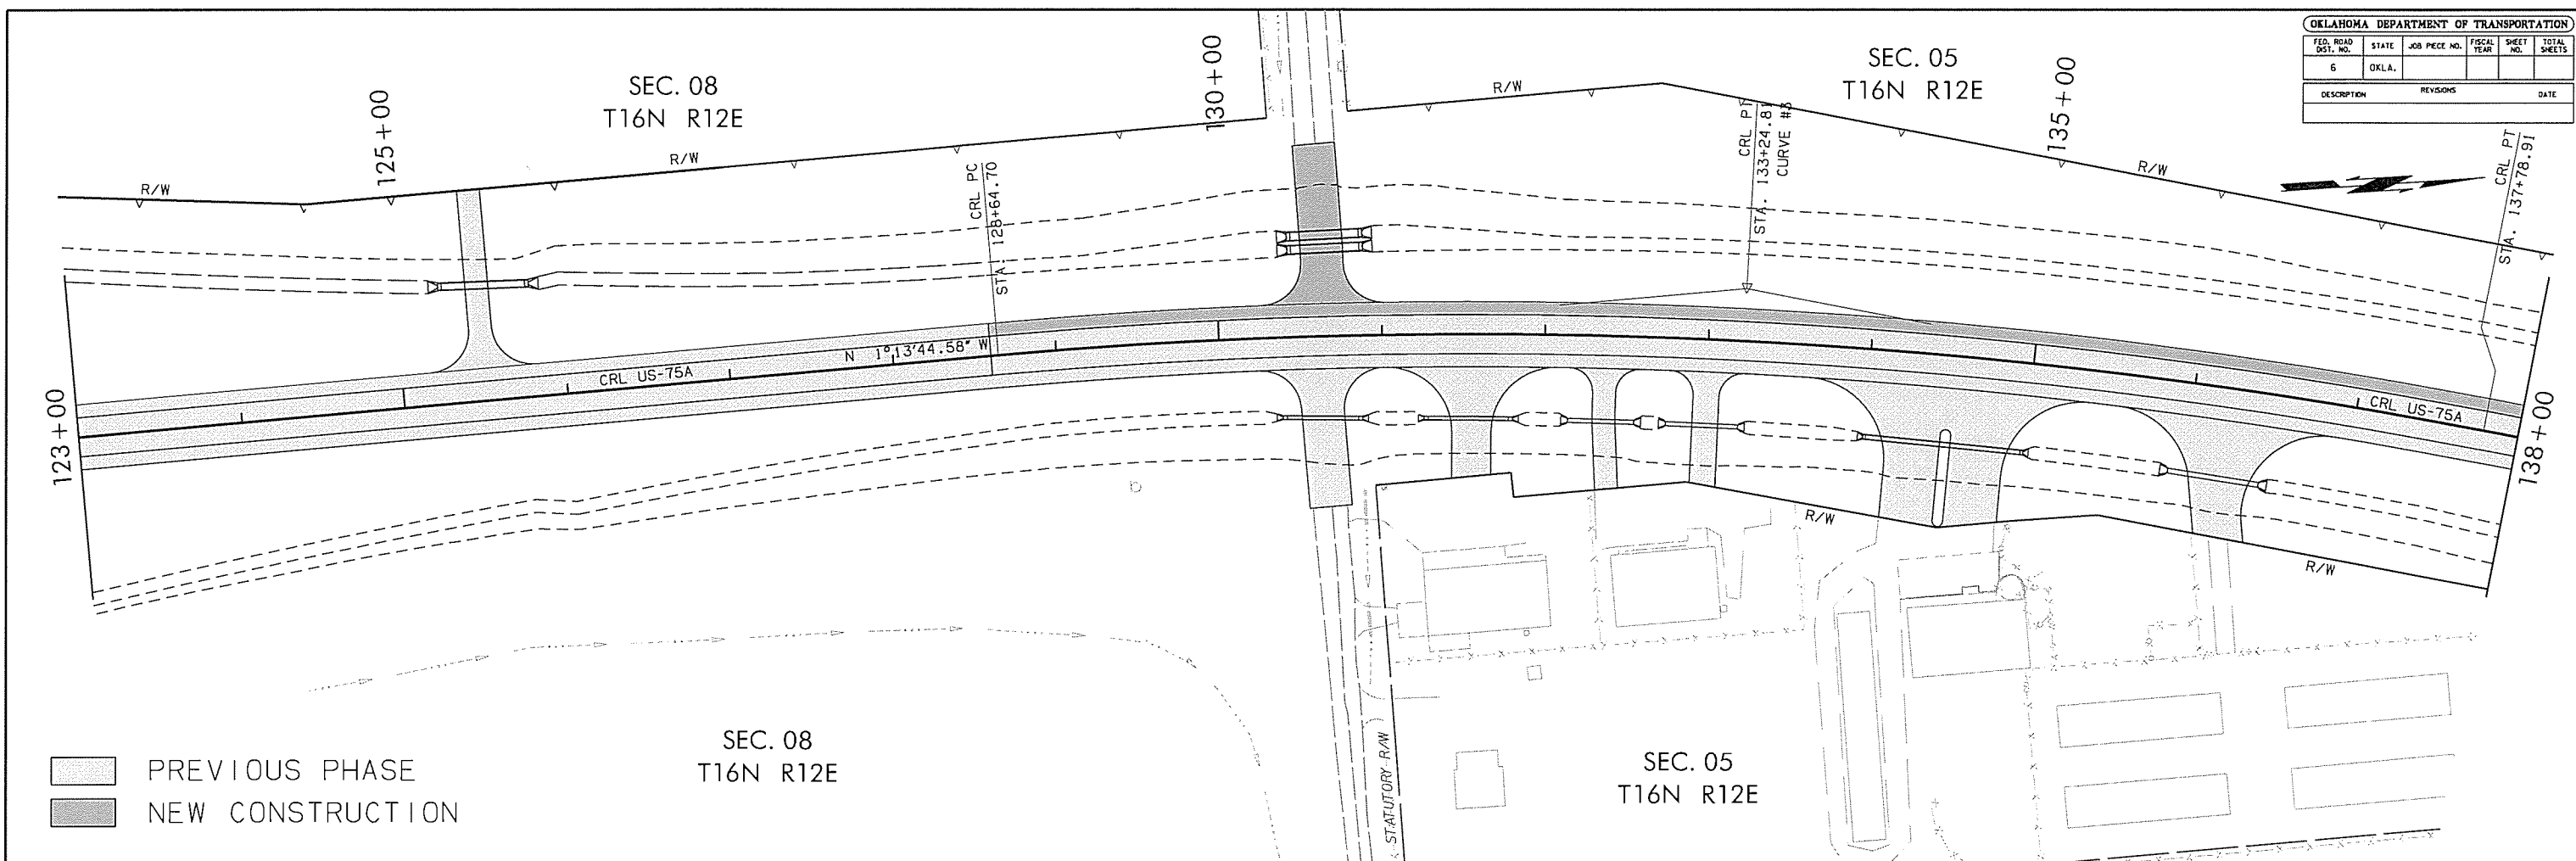 OKLAHOMA DEPARTMENT OF TRANSPORTATION
FED. ROAD DIST. NO. STATE JOB PIECE NO. FISCAL YEAR SHEET NO. TOTAL SHEETS
6 OKLA.
DESCRIPTION REVISIONS DATE
SEC. 08
T16N R12E
SEC. 05
T16N R12E
125+00
130+00
135+00
R/W
R/W
R/W
R/W
CRL PC
STA. 128+64.70
CRL PI
STA. 133+24.81
CURVE #3
CRL PT
STA. 137+78.91
N 1°13'44.58" W
CRL US-75A
CRL US-75A
123+00
138+00
R/W
R/W
STATUTORY R/W
SEC. 08
T16N R12E
SEC. 05
T16N R12E
PREVIOUS PHASE
NEW CONSTRUCTION